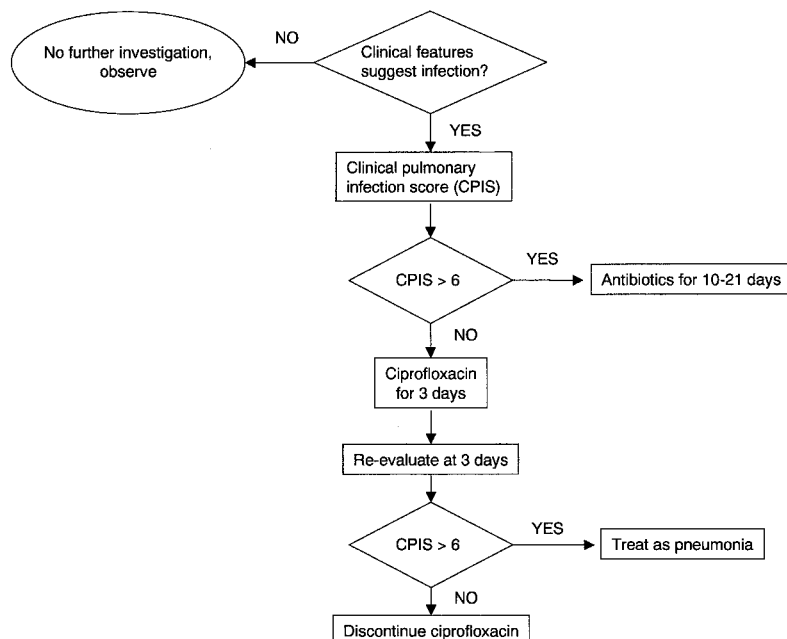 No further investigation,
observe
NO
Clinical features
suggest infection?
YES
Clinical pulmonary
infection score (CPIS)
CPIS > 6
YES
Antibiotics for 10-21 days
NO
Ciprofloxacin
for 3 days
Re-evaluate at 3 days
CPIS > 6
YES
Treat as pneumonia
NO
Discontinue ciprofloxacin